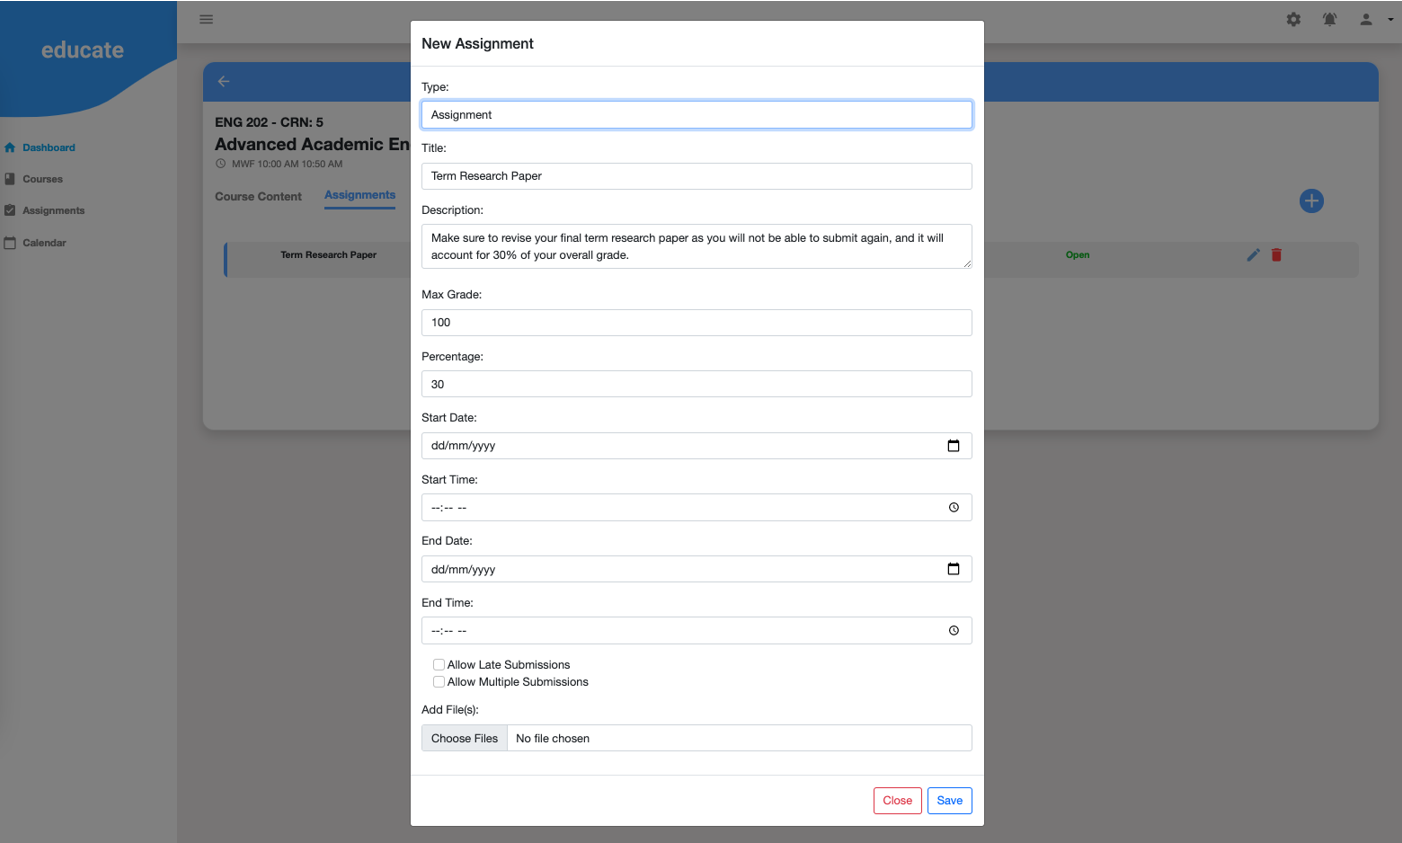 educate
Dashboard
Courses
Assignments
Calendar
ENG 202 - CRN: 5
Advanced Academic En
MWF 10:00 AM 10:50 AM
Course Content
Assignments
Term Research Paper
Open
New Assignment
Type:
Assignment
Title:
Term Research Paper
Description:
Make sure to revise your final term research paper as you will not be able to submit again, and it will
account for 30% of your overall grade.
Max Grade:
100
Percentage:
30
Start Date:
dd/mm/yyyy
Start Time:
--:-- --
End Date:
dd/mm/yyyy
End Time:
--:-- --
Allow Late Submissions
Allow Multiple Submissions
Add File(s):
Choose Files No file chosen
Close Save